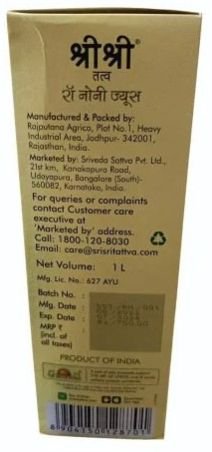 श्रीश्री
तत्व
रॉ नोनी ज्यूस
Manufactured & Packed by:
Rajputana Agrico, Plot No.1, Heavy
Industrial Area, Jodhpur- 342001,
Rajasthan, India.
Marketed by: Sriveda Sattva Pvt. Ltd.,
21st km, Kanakapura Road,
Udayapura, Bangalore (South)-
560082, Karnataka, India.
For queries or complaints
contact Customer care
executive at
'Marketed by' address.
Call: 1800-120-8030
Email: care@srisritattva.com
Net Volume: 1 L
Mfg. Lic. No.: 627 AYU
Batch No. :
Mfg. Date :
Exp. Date :
MRP ₹
(incl. of
all taxes)
PRODUCT OF INDIA
8904150128701